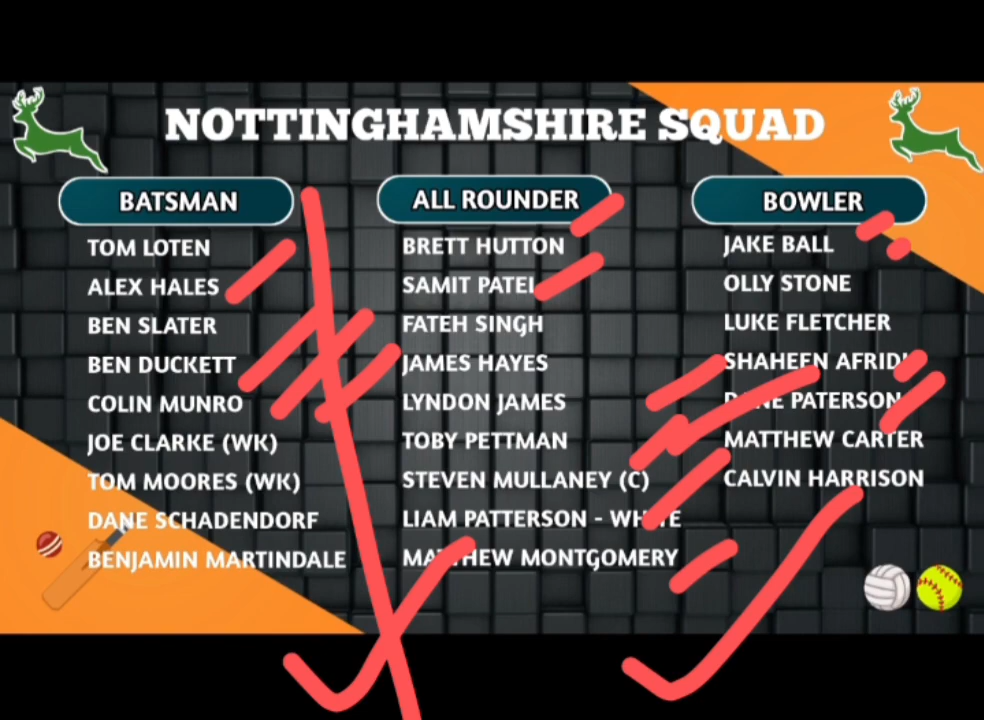 NOTTINGHAMSHIRE SQUAD
BATSMAN
TOM LOTEN
ALEX HALES
BEN SLATER
BEN DUCKETT
COLIN MUNRO
JOE CLARKE (WK)
TOM MOORES (WK)
DANE SCHADENDORF
BENJAMIN MARTINDALE
ALL ROUNDER
BRETT HUTTON
SAMIT PATEL
FATEH SINGH
JAMES HAYES
LYNDON JAMES
TOBY PETTMAN
STEVEN MULLANEY (C)
LIAM PATTERSON - WHITE
MATTHEW MONTGOMERY
BOWLER
JAKE BALL
OLLY STONE
LUKE FLETCHER
SHAHEEN AFRIDI
DANE PATERSON
MATTHEW CARTER
CALVIN HARRISON